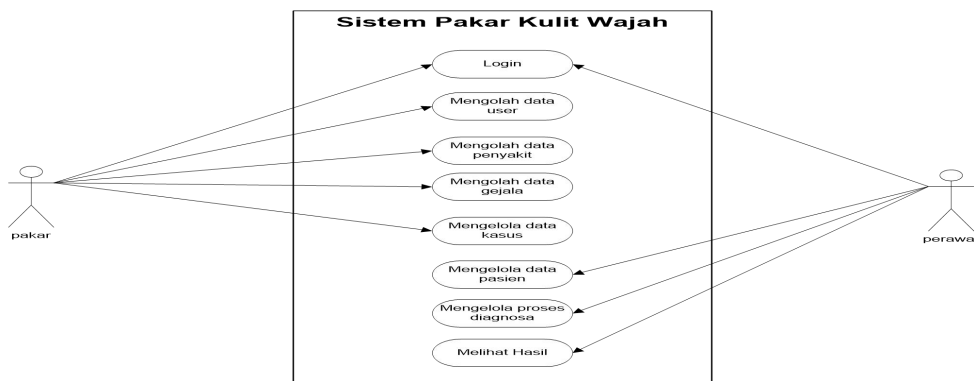 Sistem Pakar Kulit Wajah
Login
Mengolah data
user
Mengolah data
penyakit
Mengolah data
gejala
Mengelola data
kasus
Mengelola data
pasien
Mengelola proses
diagnosa
Melihat Hasil
pakar
perawa